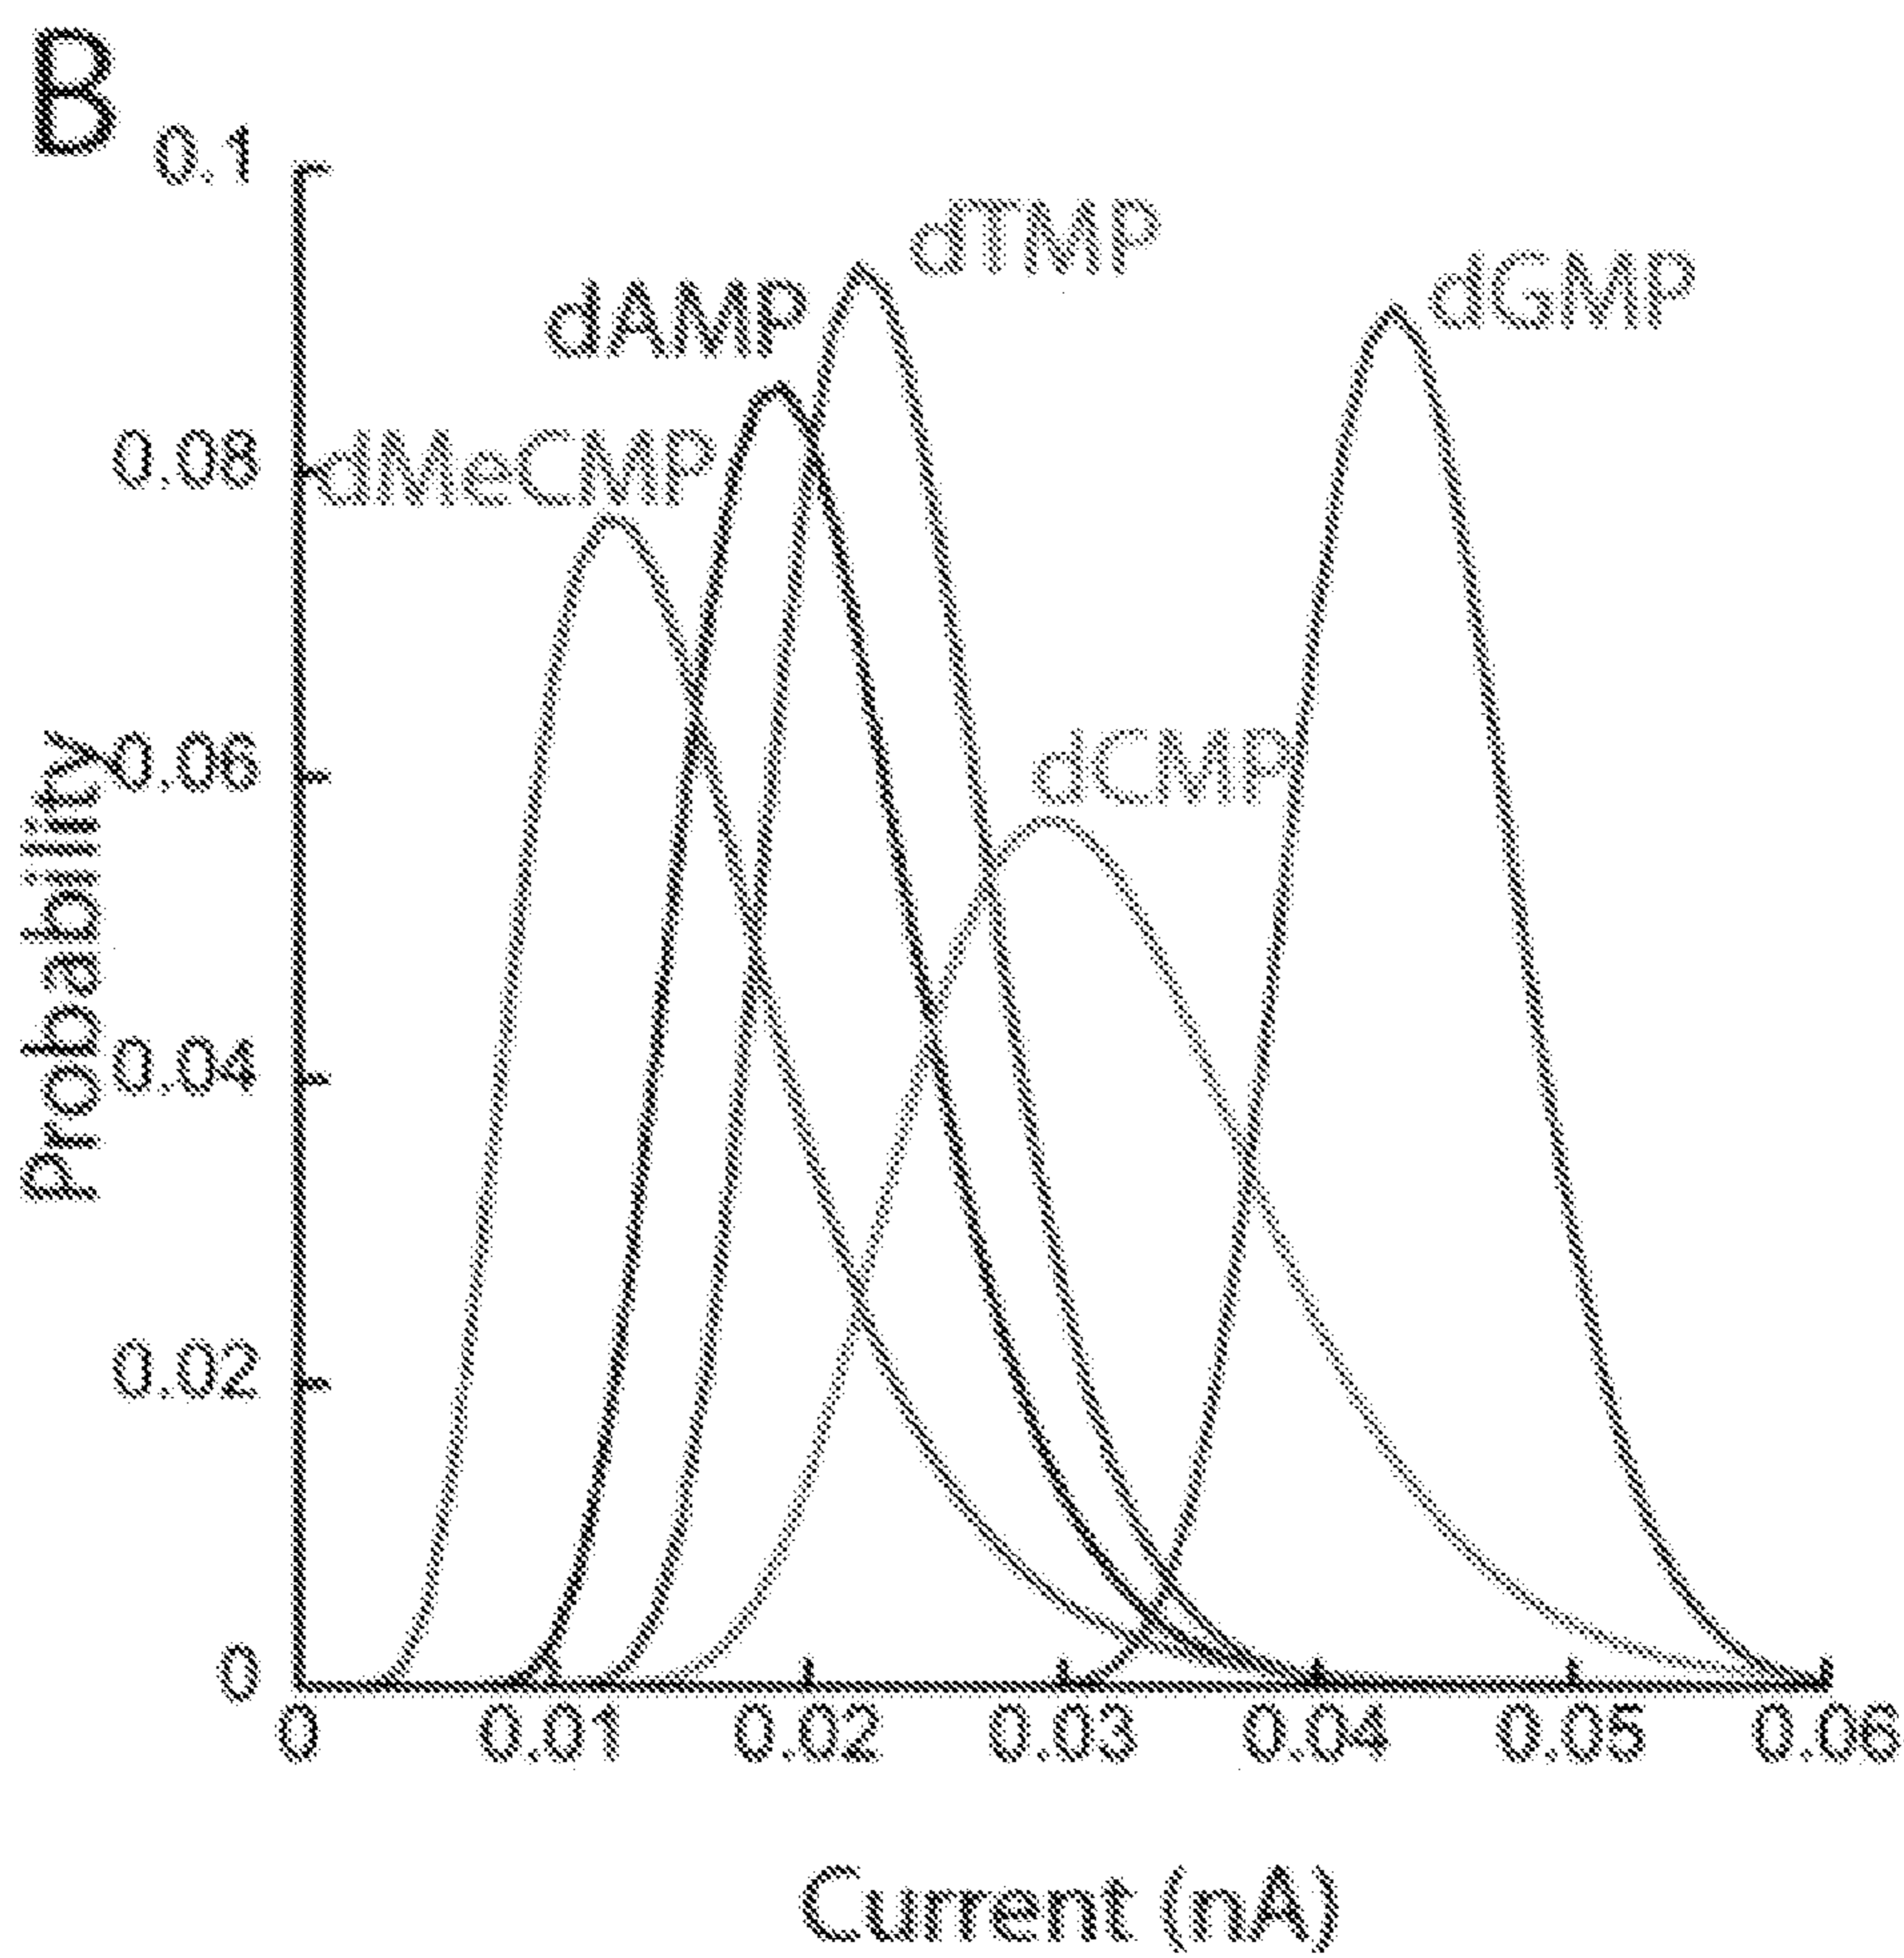 B
0.1
dTMP
dGMP
dAMP
0.08
dMeCMP
dCMP
0.06
Probability
0.04
0.02
0
0 0.01 0.02 0.03 0.04 0.05 0.06
Current (nA)